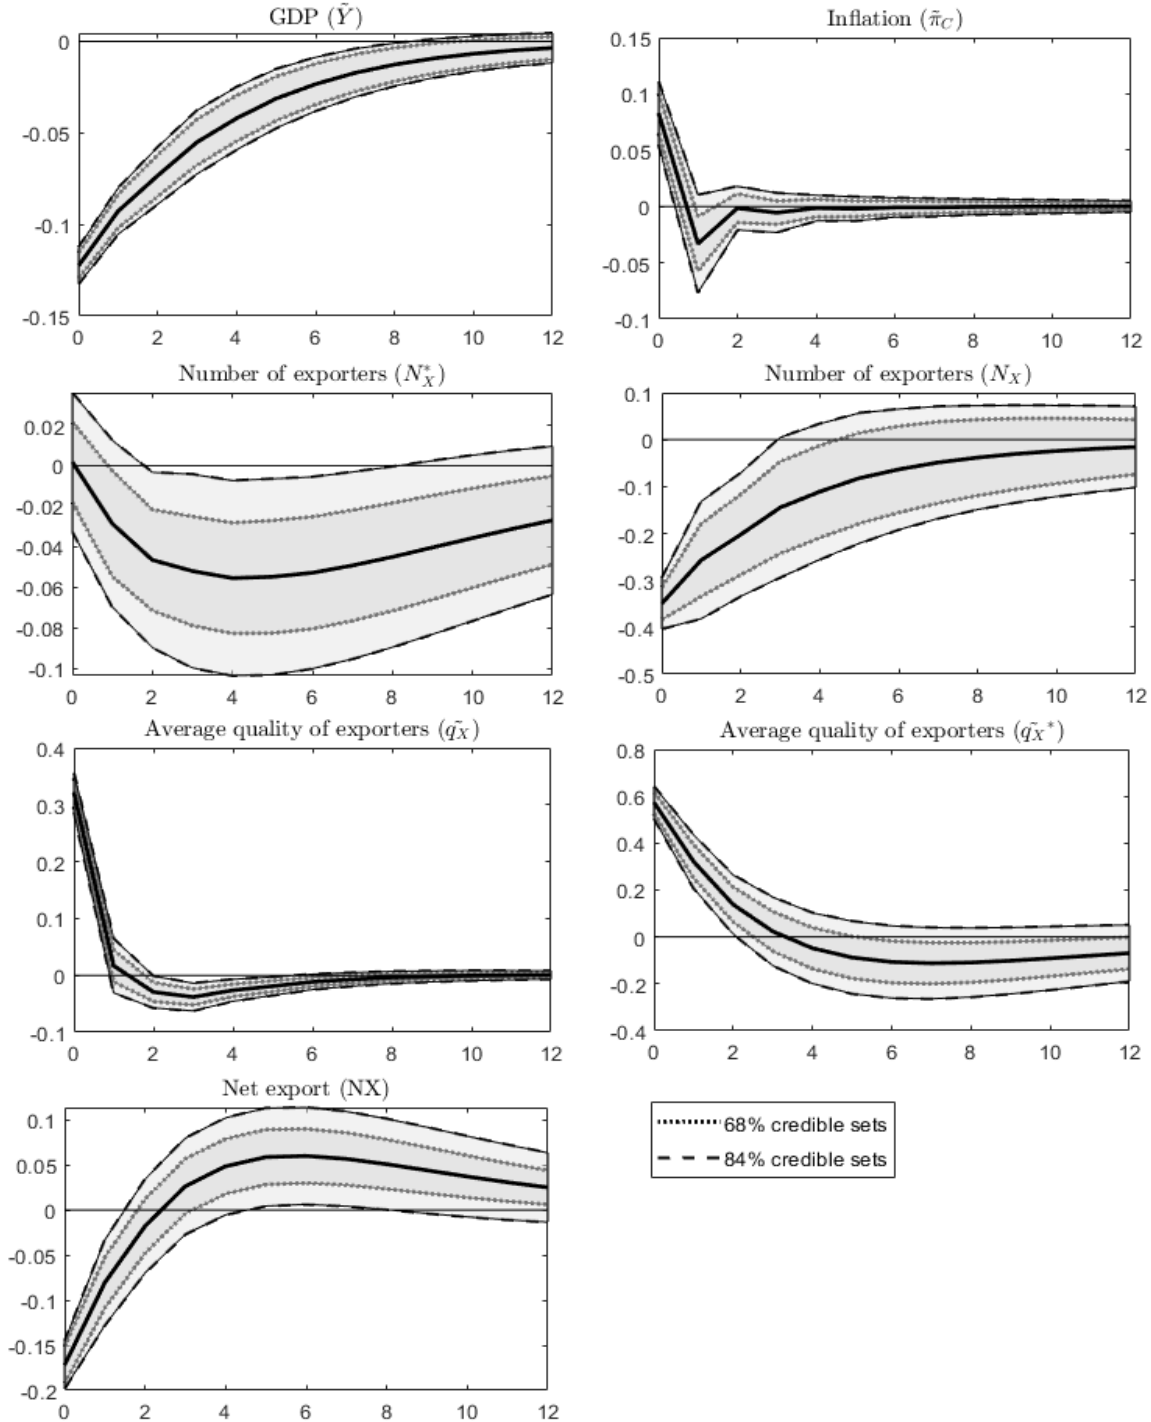 GDP (Ỹ)
0
-0.05
-0.1
-0.15
0 2 4 6 8 10 12
Inflation (π̃_C)
0.15
0.1
0.05
0
-0.05
-0.1
0 2 4 6 8 10 12
Number of exporters (N*_X)
0.02
0
-0.02
-0.04
-0.06
-0.08
-0.1
0 2 4 6 8 10 12
Number of exporters (N_X)
0.1
0
-0.1
-0.2
-0.3
-0.4
-0.5
0 2 4 6 8 10 12
Average quality of exporters (q̃_X)
0.4
0.3
0.2
0.1
0
-0.1
0 2 4 6 8 10 12
Average quality of exporters (q̃_X*)
0.8
0.6
0.4
0.2
0
-0.2
-0.4
0 2 4 6 8 10 12
Net export (NX)
0.1
0.05
0
-0.05
-0.1
-0.15
-0.2
0 2 4 6 8 10 12
68% credible sets
84% credible sets